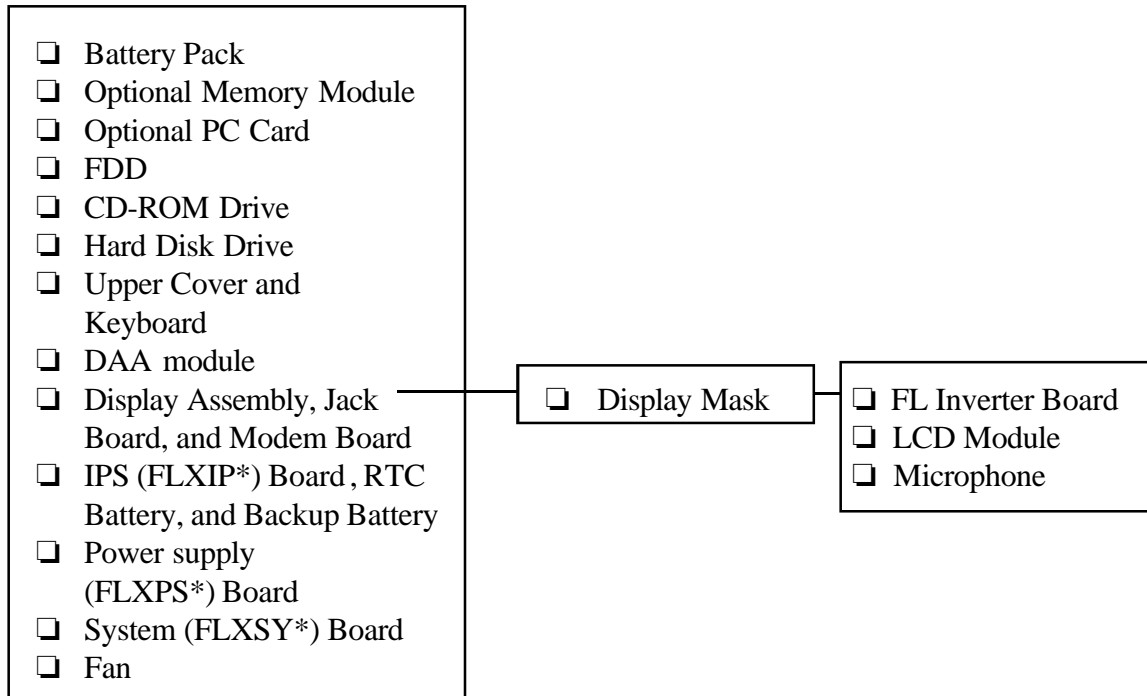 ❏ Battery Pack
❏ Optional Memory Module
❏ Optional PC Card
❏ FDD
❏ CD-ROM Drive
❏ Hard Disk Drive
❏ Upper Cover and
Keyboard
❏ DAA module
❏ Display Assembly, Jack
Board, and Modem Board
❏ IPS (FLXIP*) Board , RTC
Battery, and Backup Battery
❏ Power supply
(FLXPS*) Board
❏ System (FLXSY*) Board
❏ Fan
❏ Display Mask
❏ FL Inverter Board
❏ LCD Module
❏ Microphone